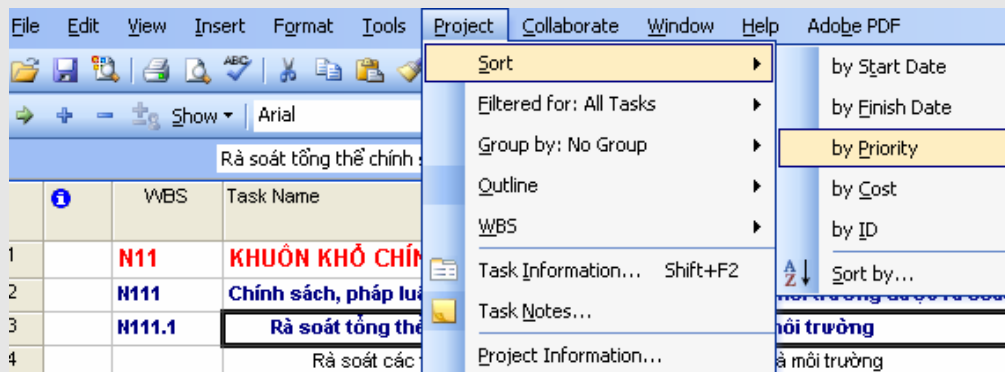 File Edit View Insert Format Tools Project Collaborate Window Help Adobe PDF
Sort
Filtered for: All Tasks
Group by: No Group
Outline
WBS
Task Information... Shift+F2
Task Notes...
Project Information...
by Start Date
by Finish Date
by Priority
by Cost
by ID
Sort by...
ABC
Show Arial
Rà soát tổng thể chính
WBS Task Name
1 N11 KHUÔN KHỔ
2 N111 Chính sách, pháp
3 N111.1 Rà soát tổng môi trường
4 Rà soát các môi trường